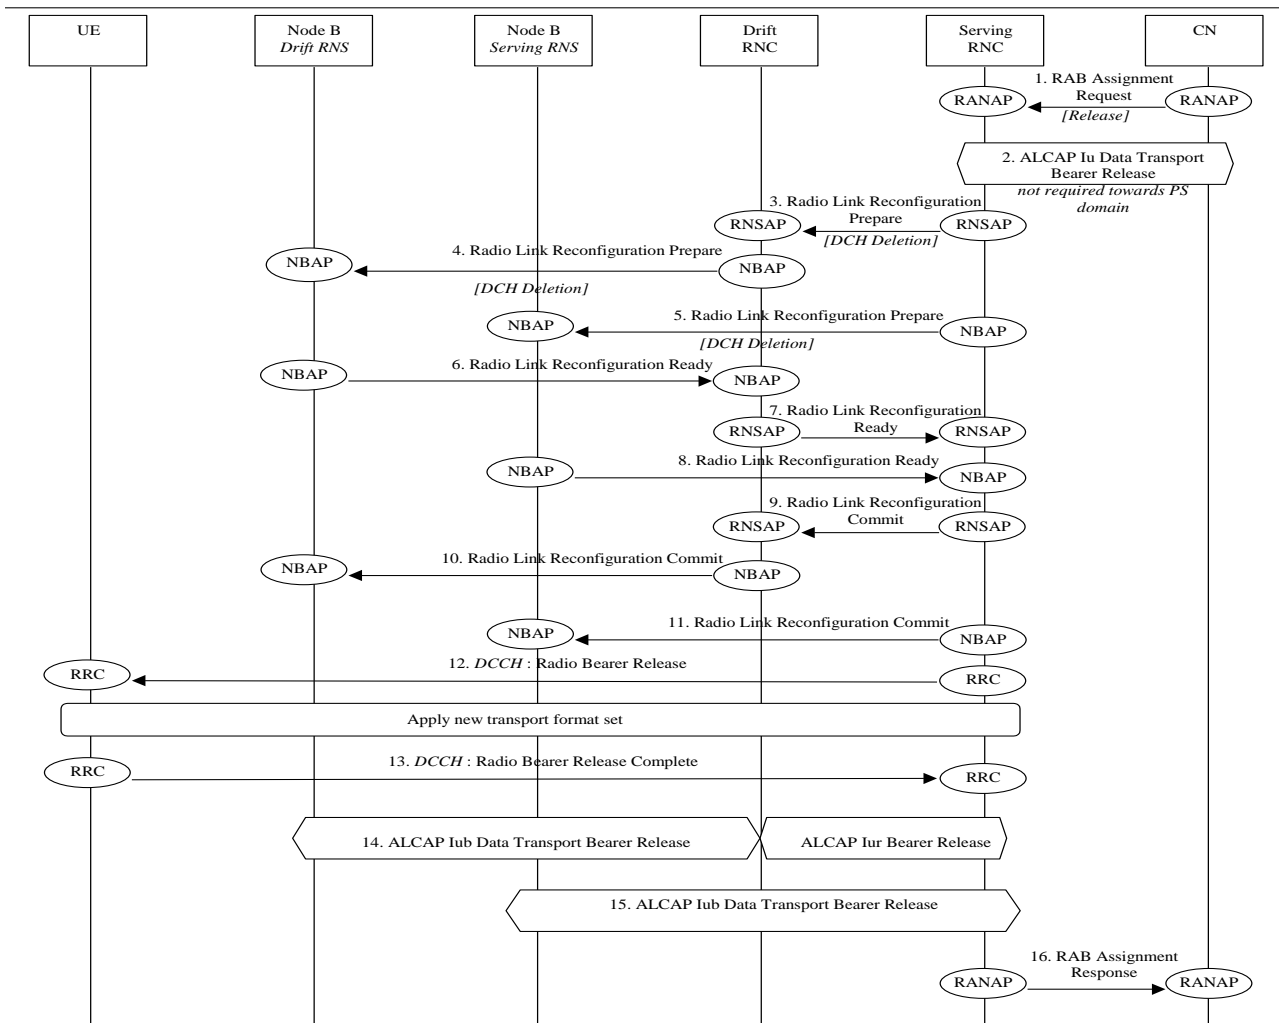 UE
Node B
Drift RNS
Node B
Serving RNS
Drift
RNC
Serving
RNC
CN
1. RAB Assignment
Request
RANAP
RANAP
[Release]
2. ALCAP Iu Data Transport
Bearer Release
not required towards PS
domain
3. Radio Link Reconfiguration
Prepare
RNSAP
RNSAP
[DCH Deletion]
4. Radio Link Reconfiguration Prepare
NBAP
NBAP
[DCH Deletion]
5. Radio Link Reconfiguration Prepare
NBAP
NBAP
[DCH Deletion]
6. Radio Link Reconfiguration Ready
NBAP
NBAP
7. Radio Link Reconfiguration
Ready
RNSAP
RNSAP
8. Radio Link Reconfiguration Ready
NBAP
NBAP
9. Radio Link Reconfiguration
Commit
RNSAP
RNSAP
10. Radio Link Reconfiguration Commit
NBAP
NBAP
11. Radio Link Reconfiguration Commit
NBAP
NBAP
12. DCCH : Radio Bearer Release
RRC
RRC
Apply new transport format set
13. DCCH : Radio Bearer Release Complete
RRC
RRC
14. ALCAP Iub Data Transport Bearer Release
ALCAP Iur Bearer Release
15. ALCAP Iub Data Transport Bearer Release
16. RAB Assignment
Response
RANAP
RANAP